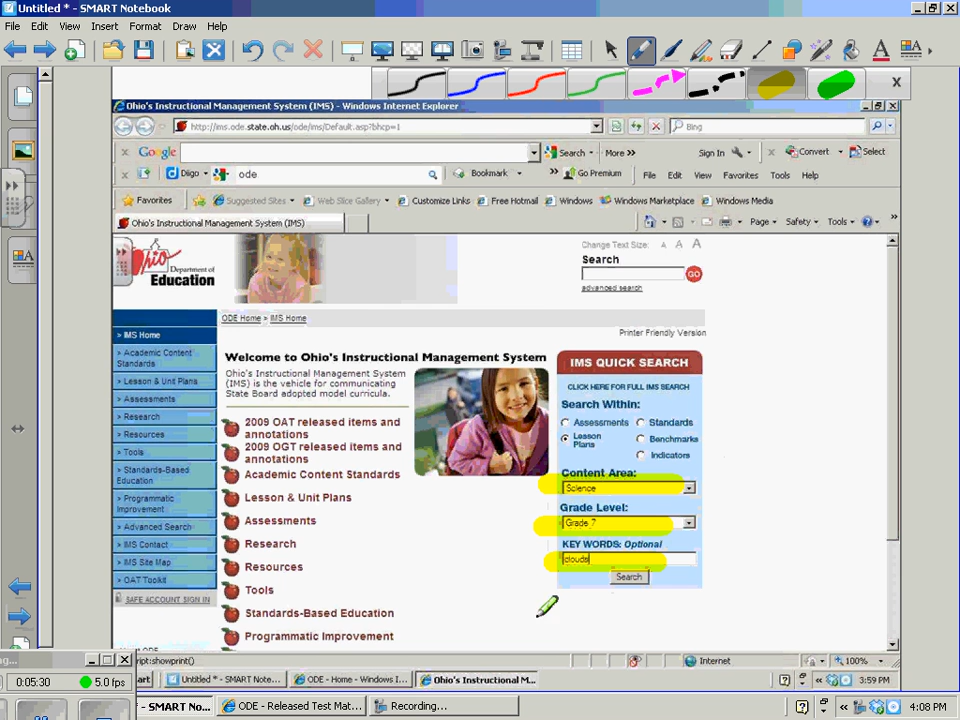 Untitled * - SMART Notebook
File Edit View Insert Format Draw Help
Ohio's Instructional Management System (IMS) - Windows Internet Explorer
http://ims.ode.state.oh.us/ode/ims/Default.asp?bhcp=1
Bing
Google
Search
More >>
Sign In
Convert
Select
Diigo
ode
Bookmark
Go Premium
File Edit View Favorites Tools Help
Favorites
Suggested Sites
Web Slice Gallery
Customize Links
Free Hotmail
Windows
Windows Marketplace
Windows Media
Ohio's Instructional Management System (IMS)
Page Safety Tools
Ohio
Department of
Education
Change Text Size: A A A
Search
GO
advanced search
ODE Home > IMS Home
Printer Friendly Version
> IMS Home
> Academic Content
Standards
> Lesson & Unit Plans
> Assessments
> Research
> Resources
> Tools
> Standards-Based
Education
> Programmatic
Improvement
> Advanced Search
> IMS Contact
> IMS Site Map
> OAT Toolkit
SAFE ACCOUNT SIGN IN
Welcome to Ohio's Instructional Management System
Ohio's Instructional Management System
(IMS) is the vehicle for communicating
State Board adopted model curricula.
2009 OAT released items and
annotations
2009 OGT released items and
annotations
Academic Content Standards
Lesson & Unit Plans
Assessments
Research
Resources
Tools
Standards-Based Education
Programmatic Improvement
IMS QUICK SEARCH
CLICK HERE FOR FULL IMS SEARCH
Search Within:
Assessments
Standards
Lesson
Plans
Benchmarks
Indicators
Content Area:
Science
Grade Level:
Grade 7
KEY WORDS: Optional
clouds
Search
ript:showprint()
Internet
100%
0:05:30
5.0 fps
art
Untitled * - SMART Note...
ODE - Home - Windows I...
Ohio's Instructional M...
3:59 PM
- SMART No...
ODE - Released Test Mat...
Recording...
4:08 PM